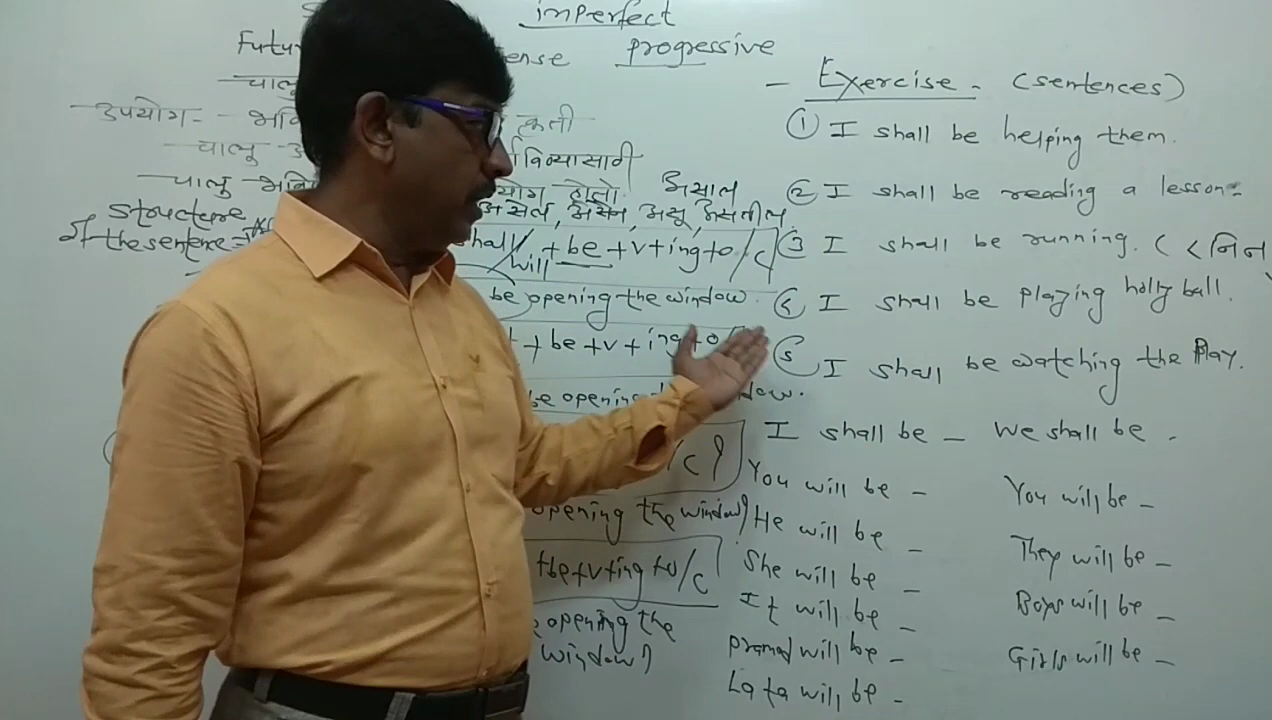 imperfect
Futu
ense progressive
चालु
उपयोग - भवि
कृती
चालु
चालु भवि
होतो. असाल
structure असेल, असेन, असू, असतील
of the sentence =
shall/will + be + v + ing + o/c
be opening the window.
+ be + v + ing + o
be opening dow.
/c ?
opening the window?
+be+v+ing+o/c
opening the
window?
- Exercise - (sentences)
① I shall be helping them.
② I shall be reading a lesson.
③ I shall be running. (
④ I shall be playing holly ball.
⑤ I shall be watching the Play.
I shall be - We shall be -
You will be - You will be -
He will be - They will be -
She will be - Boys will be -
It will be - Girls will be -
Pramod will be -
Lata will be -